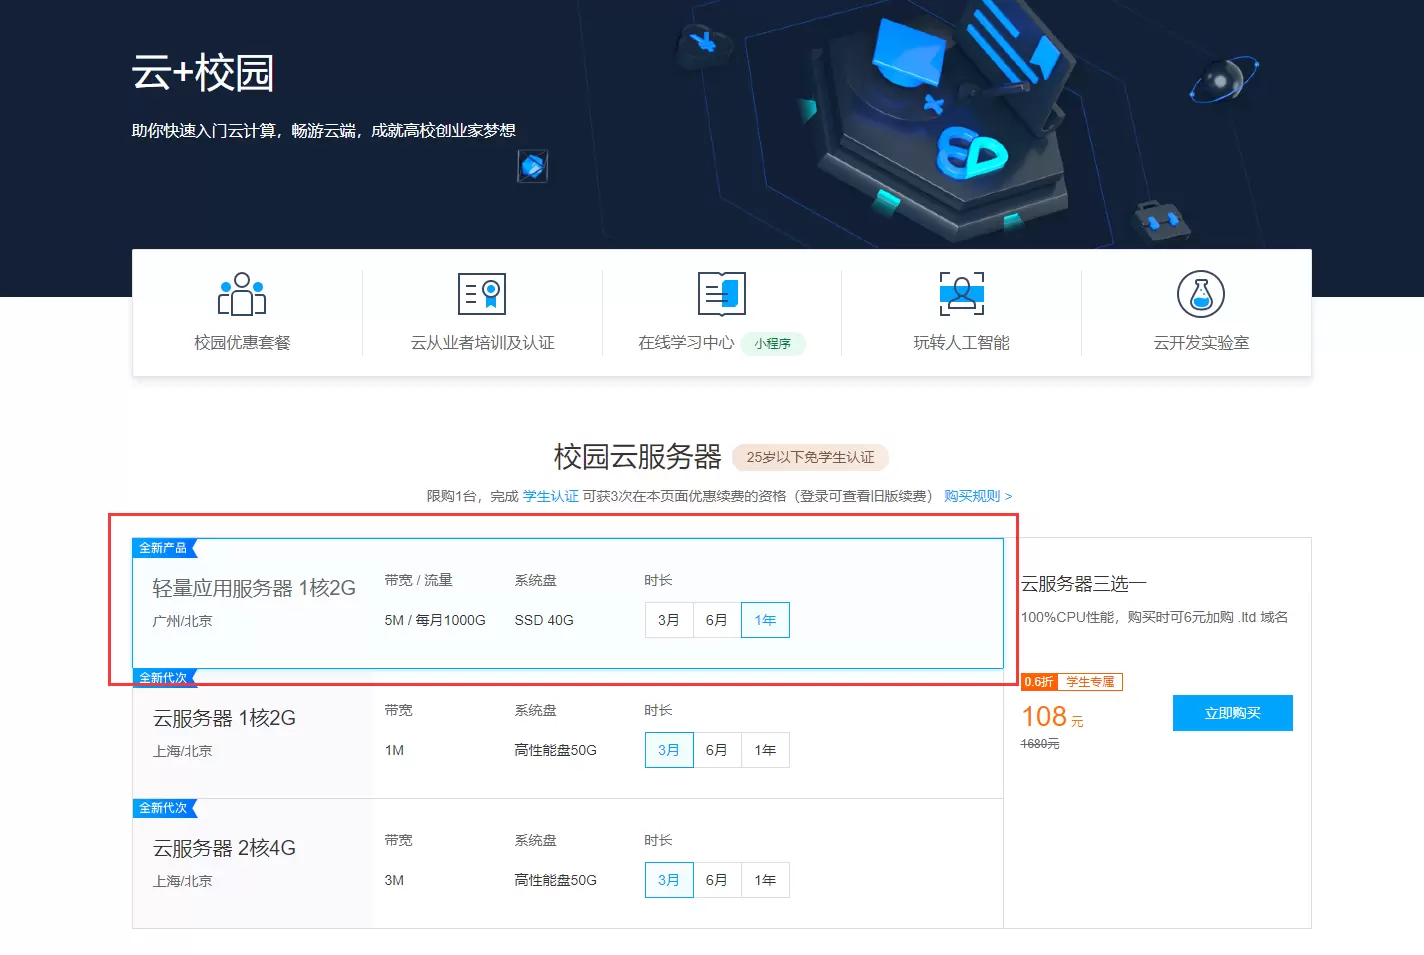 云+校园
助你快速入门云计算，畅游云端，成就高校创业家梦想
校园优惠套餐
云从业者培训及认证
在线学习中心 小程序
玩转人工智能
云开发实验室
校园云服务器 25岁以下免学生认证
限购1台，完成 学生认证 可获3次在本页面优惠续费的资格（登录可查看旧版续费） 购买规则 >
全新产品
轻量应用服务器 1核2G
广州/北京
带宽 / 流量
5M / 每月1000G
系统盘
SSD 40G
时长
3月 6月 1年
全新代次
云服务器 1核2G
上海/北京
带宽
1M
系统盘
高性能盘50G
时长
3月 6月 1年
全新代次
云服务器 2核4G
上海/北京
带宽
3M
系统盘
高性能盘50G
时长
3月 6月 1年
云服务器三选一
100%CPU性能，购买时可6元加购 .ltd 域名
0.6折 学生专属
108 元
1680元
立即购买